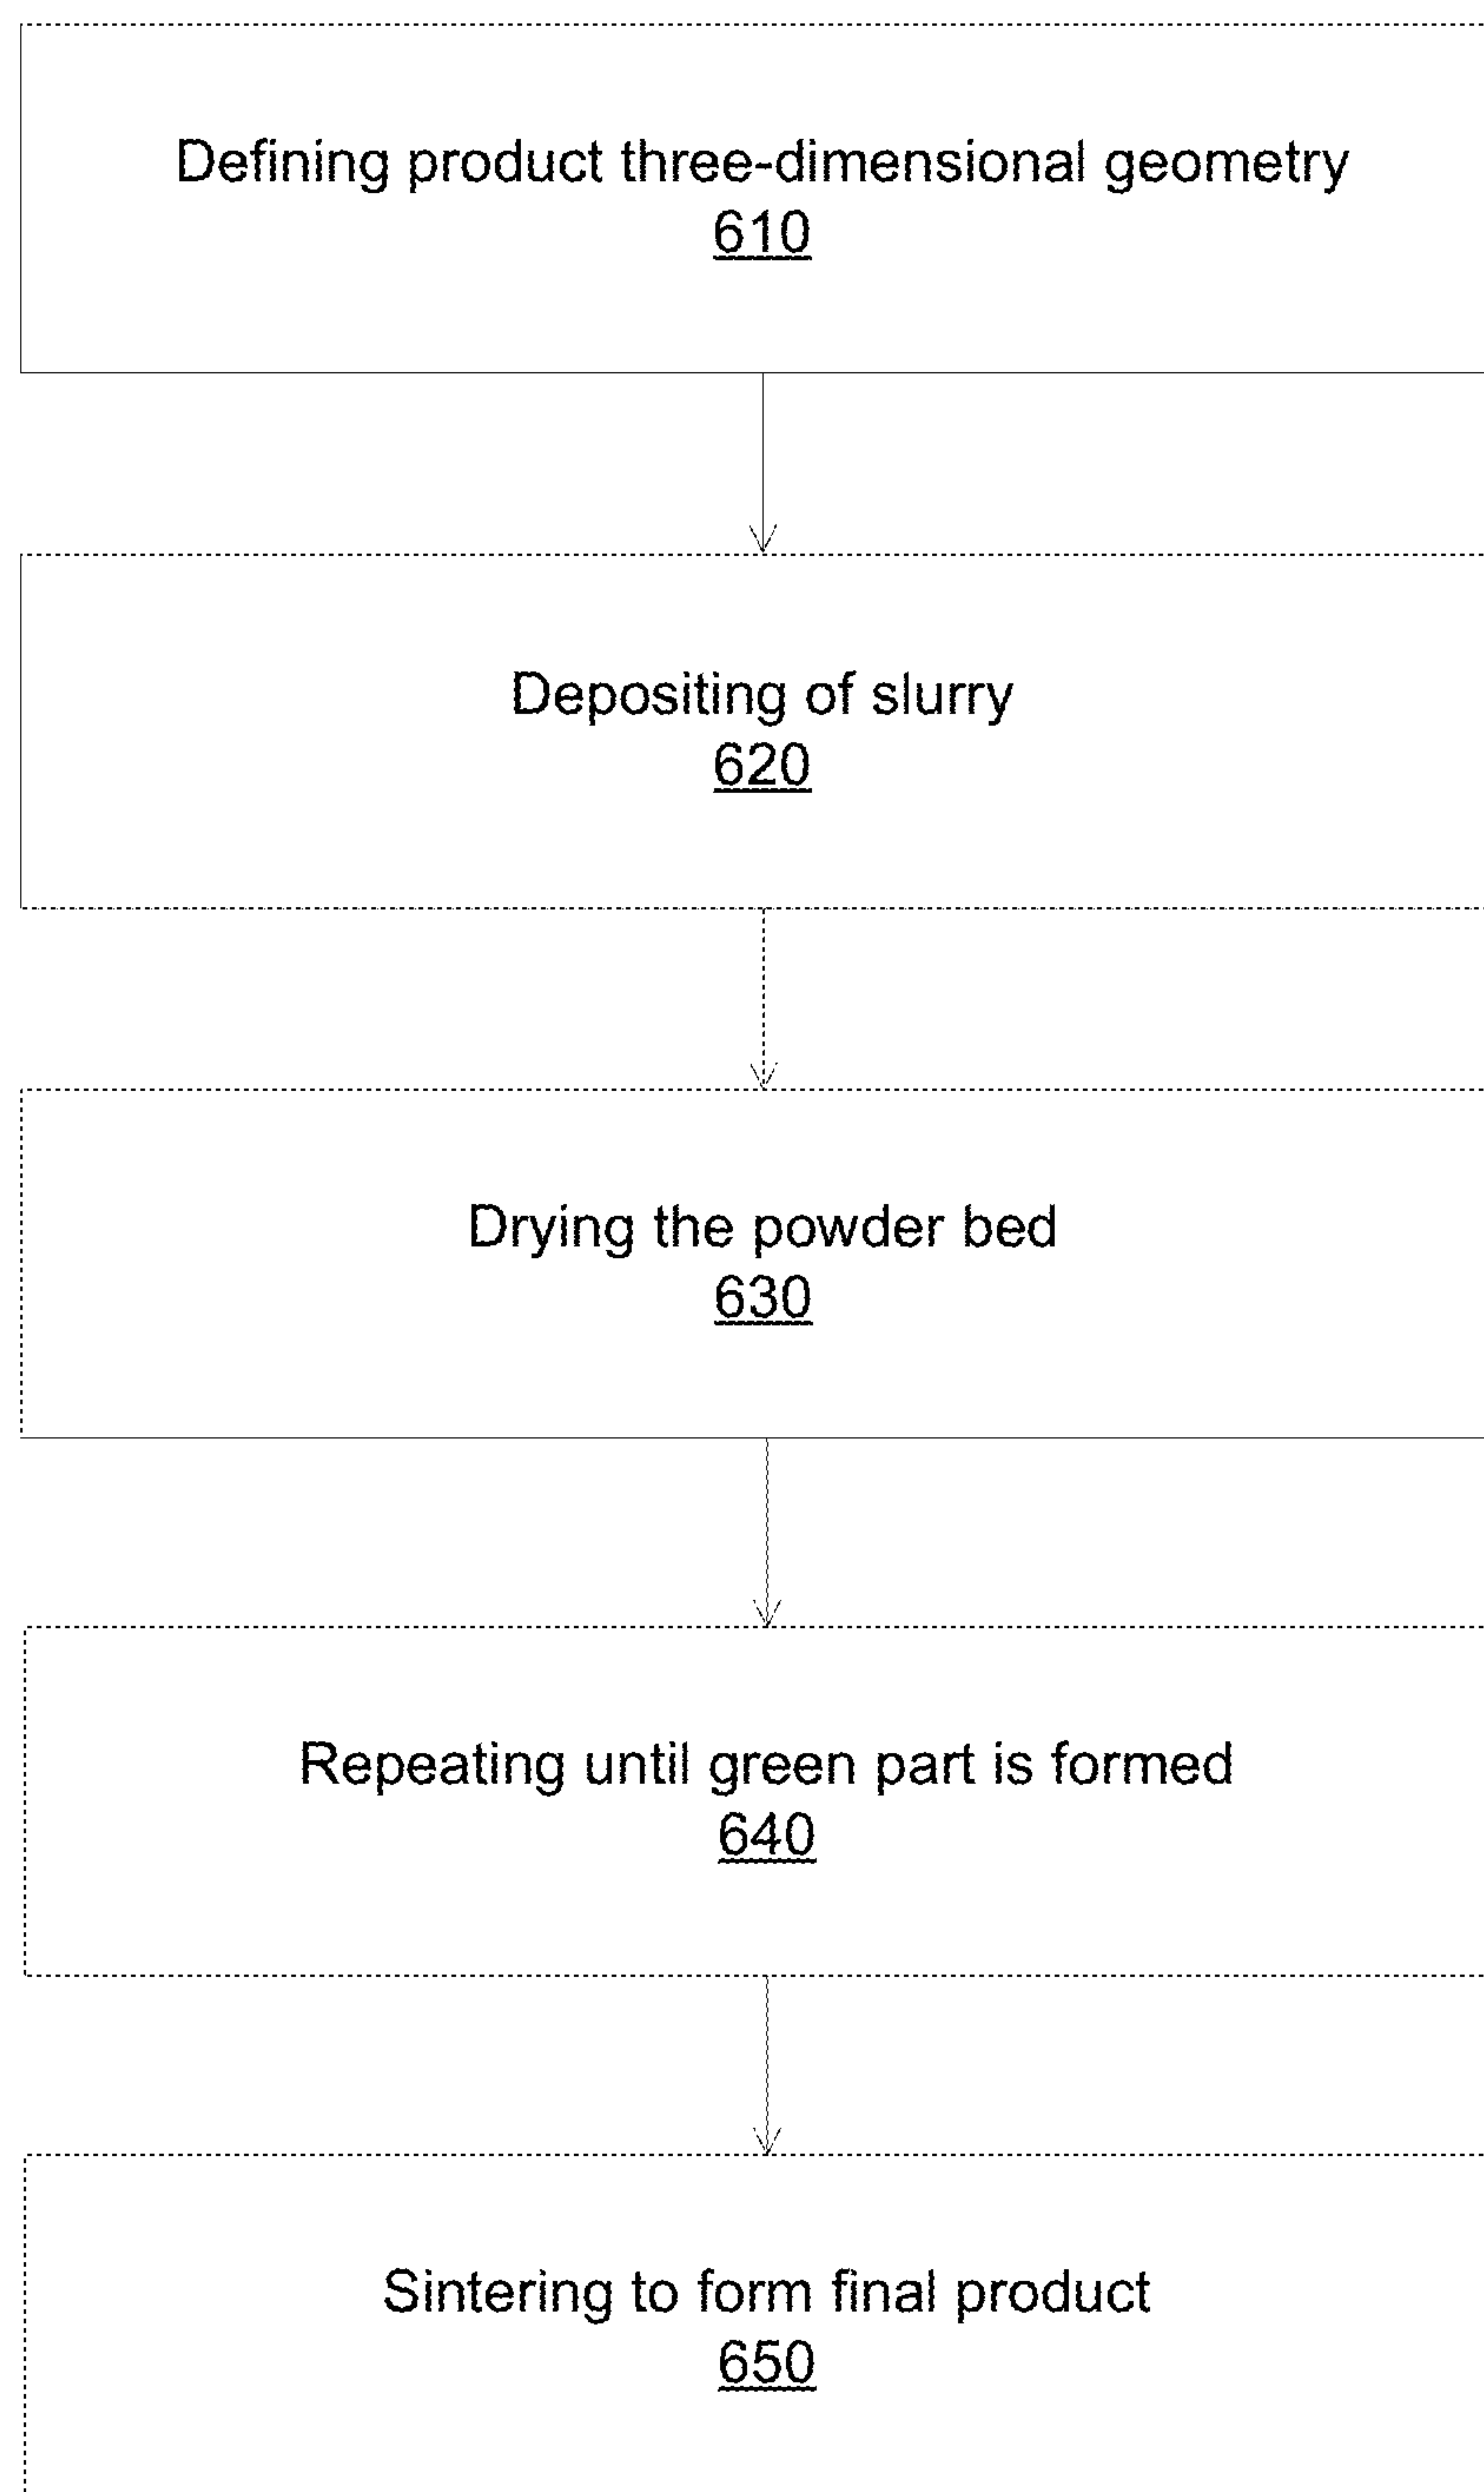 Defining product three-dimensional geometry
610
Depositing of slurry
620
Drying the powder bed
630
Repeating until green part is formed
640
Sintering to form final product
650